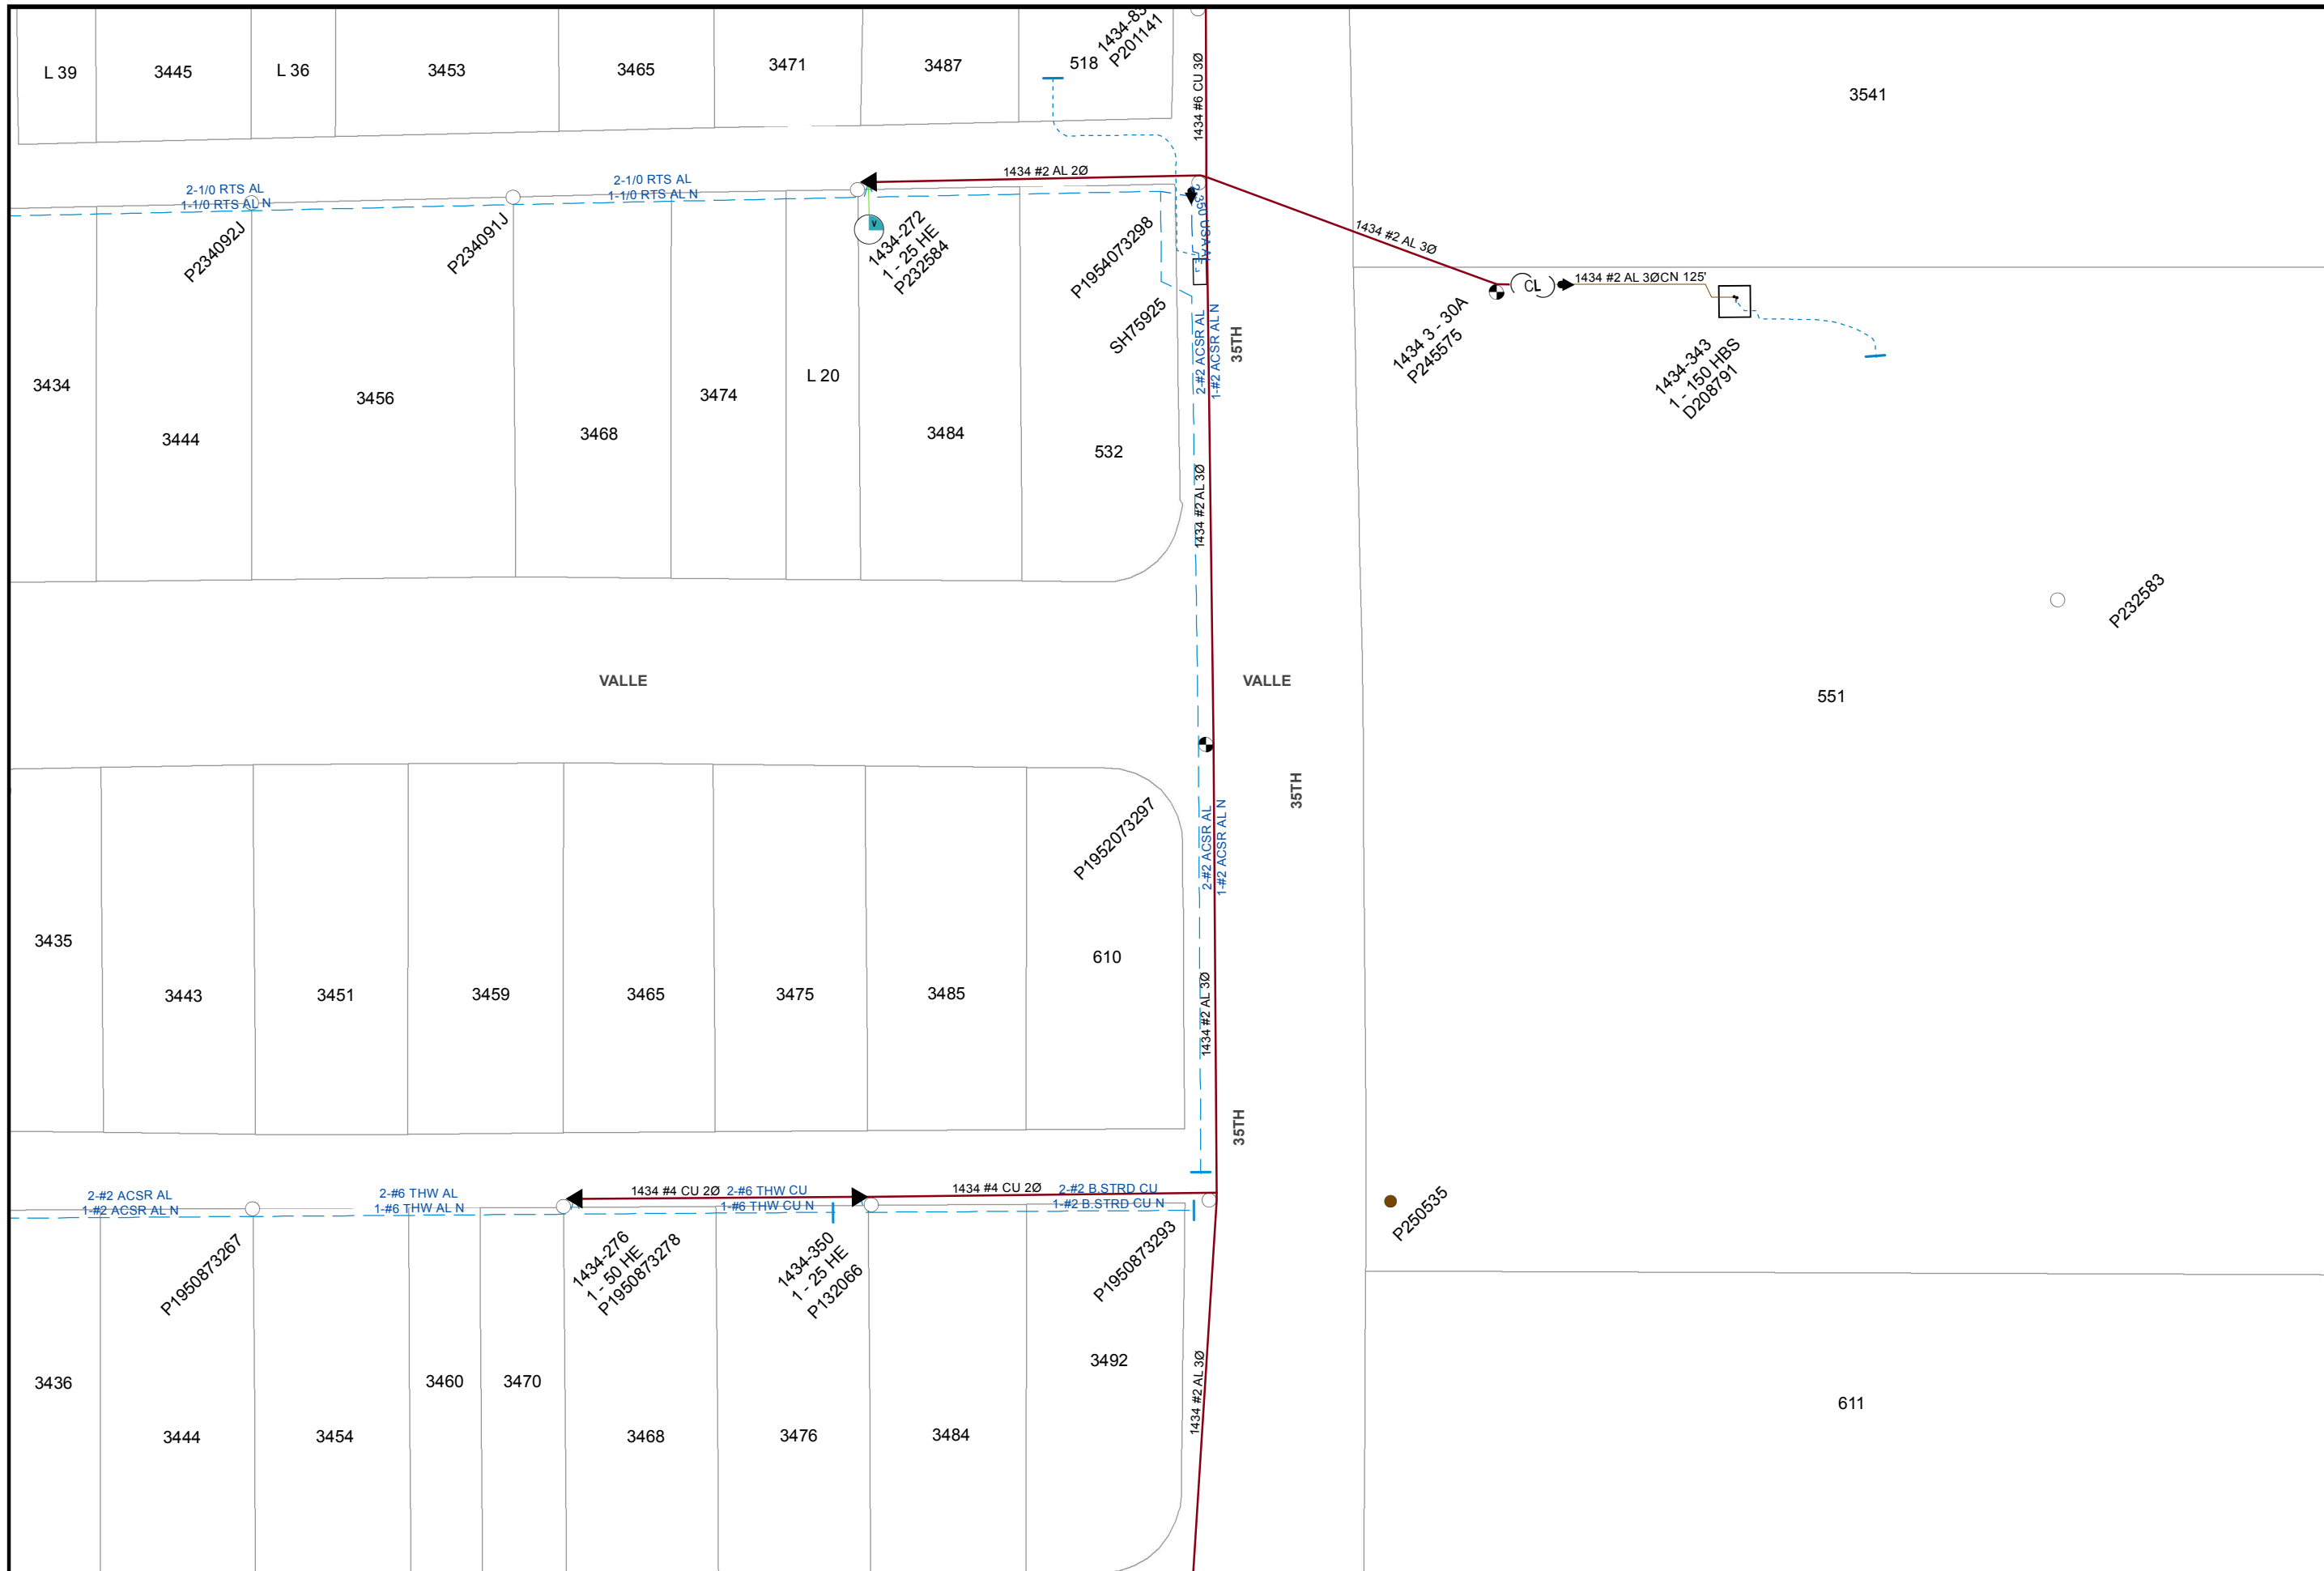 L 39
3445
L 36
3453
3465
3471
3487
518
P201141
1434 #6 CU 3Ø
3541
2-1/0 RTS AL
1-1/0 RTS AL N
2-1/0 RTS AL
1-1/0 RTS AL N
1434 #2 AL 2Ø
1434 #2 AL 3Ø
P234092J
P234091J
1434-272
1 - 25 HE
P232584
P1954073298
SH75925
2-#2 ACSR AL
1-#2 ACSR AL N
35TH
CL
1434 #2 AL 3ØCN 125'
1434 3 - 30A
P245575
1434-343
1 - 150 HBS
D208791
3434
3444
3456
3468
3474
L 20
3484
532
1434 #2 AL 3Ø
P232583
VALLE
VALLE
551
35TH
P1952073297
2-#2 ACSR AL
1-#2 ACSR AL N
3435
3443
3451
3459
3465
3475
3485
610
1434 #2 AL 3Ø
35TH
2-#2 ACSR AL
1-#2 ACSR AL N
2-#6 THW AL
1-#6 THW AL N
1434 #4 CU 2Ø
2-#6 THW CU
1-#6 THW CU N
1434 #4 CU 2Ø
2-#2 B.STRD CU
1-#2 B.STRD CU N
P1950873267
1434-276
1 - 50 HE
P1950873278
1434-350
1 - 25 HE
P132066
P1950873293
P250535
3436
3444
3454
3460
3470
3468
3476
3484
3492
1434 #2 AL 3Ø
611